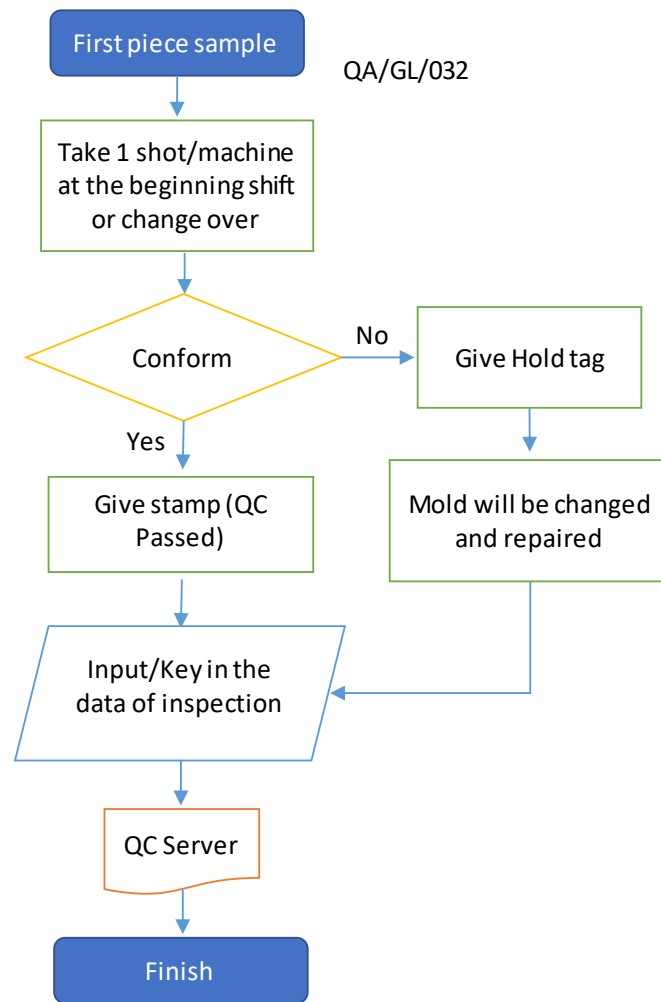 First piece sample
QA/GL/032
Take 1 shot/machine
at the beginning shift
or change over
Conform
No
Give Hold tag
Yes
Give stamp (QC
Passed)
Mold will be changed
and repaired
Input/Key in the
data of inspection
QC Server
Finish